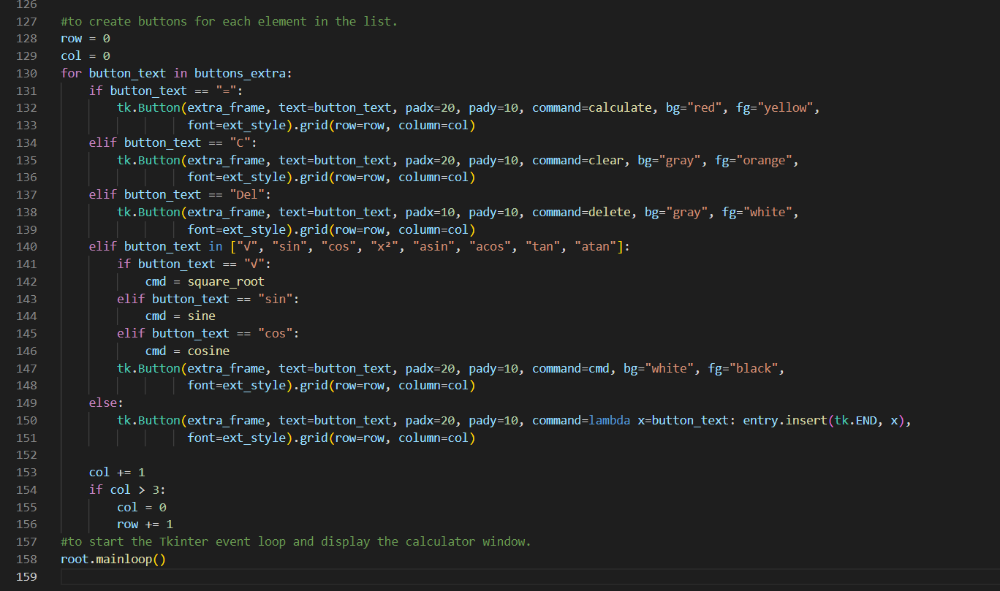 126
127 #to create buttons for each element in the list.
128 row = 0
129 col = 0
130 for button_text in buttons_extra:
131     if button_text == "=":
132         tk.Button(extra_frame, text=button_text, padx=20, pady=10, command=calculate, bg="red", fg="yellow",
133                   font=ext_style).grid(row=row, column=col)
134     elif button_text == "C":
135         tk.Button(extra_frame, text=button_text, padx=20, pady=10, command=clear, bg="gray", fg="orange",
136                   font=ext_style).grid(row=row, column=col)
137     elif button_text == "Del":
138         tk.Button(extra_frame, text=button_text, padx=10, pady=10, command=delete, bg="gray", fg="white",
139                   font=ext_style).grid(row=row, column=col)
140     elif button_text in ["√", "sin", "cos", "x²", "asin", "acos", "tan", "atan"]:
141         if button_text == "√":
142             cmd = square_root
143         elif button_text == "sin":
144             cmd = sine
145         elif button_text == "cos":
146             cmd = cosine
147         tk.Button(extra_frame, text=button_text, padx=20, pady=10, command=cmd, bg="white", fg="black",
148                   font=ext_style).grid(row=row, column=col)
149     else:
150         tk.Button(extra_frame, text=button_text, padx=20, pady=10, command=lambda x=button_text: entry.insert(tk.END, x),
151                   font=ext_style).grid(row=row, column=col)
152
153     col += 1
154     if col > 3:
155         col = 0
156         row += 1
157 #to start the Tkinter event loop and display the calculator window.
158 root.mainloop()
159